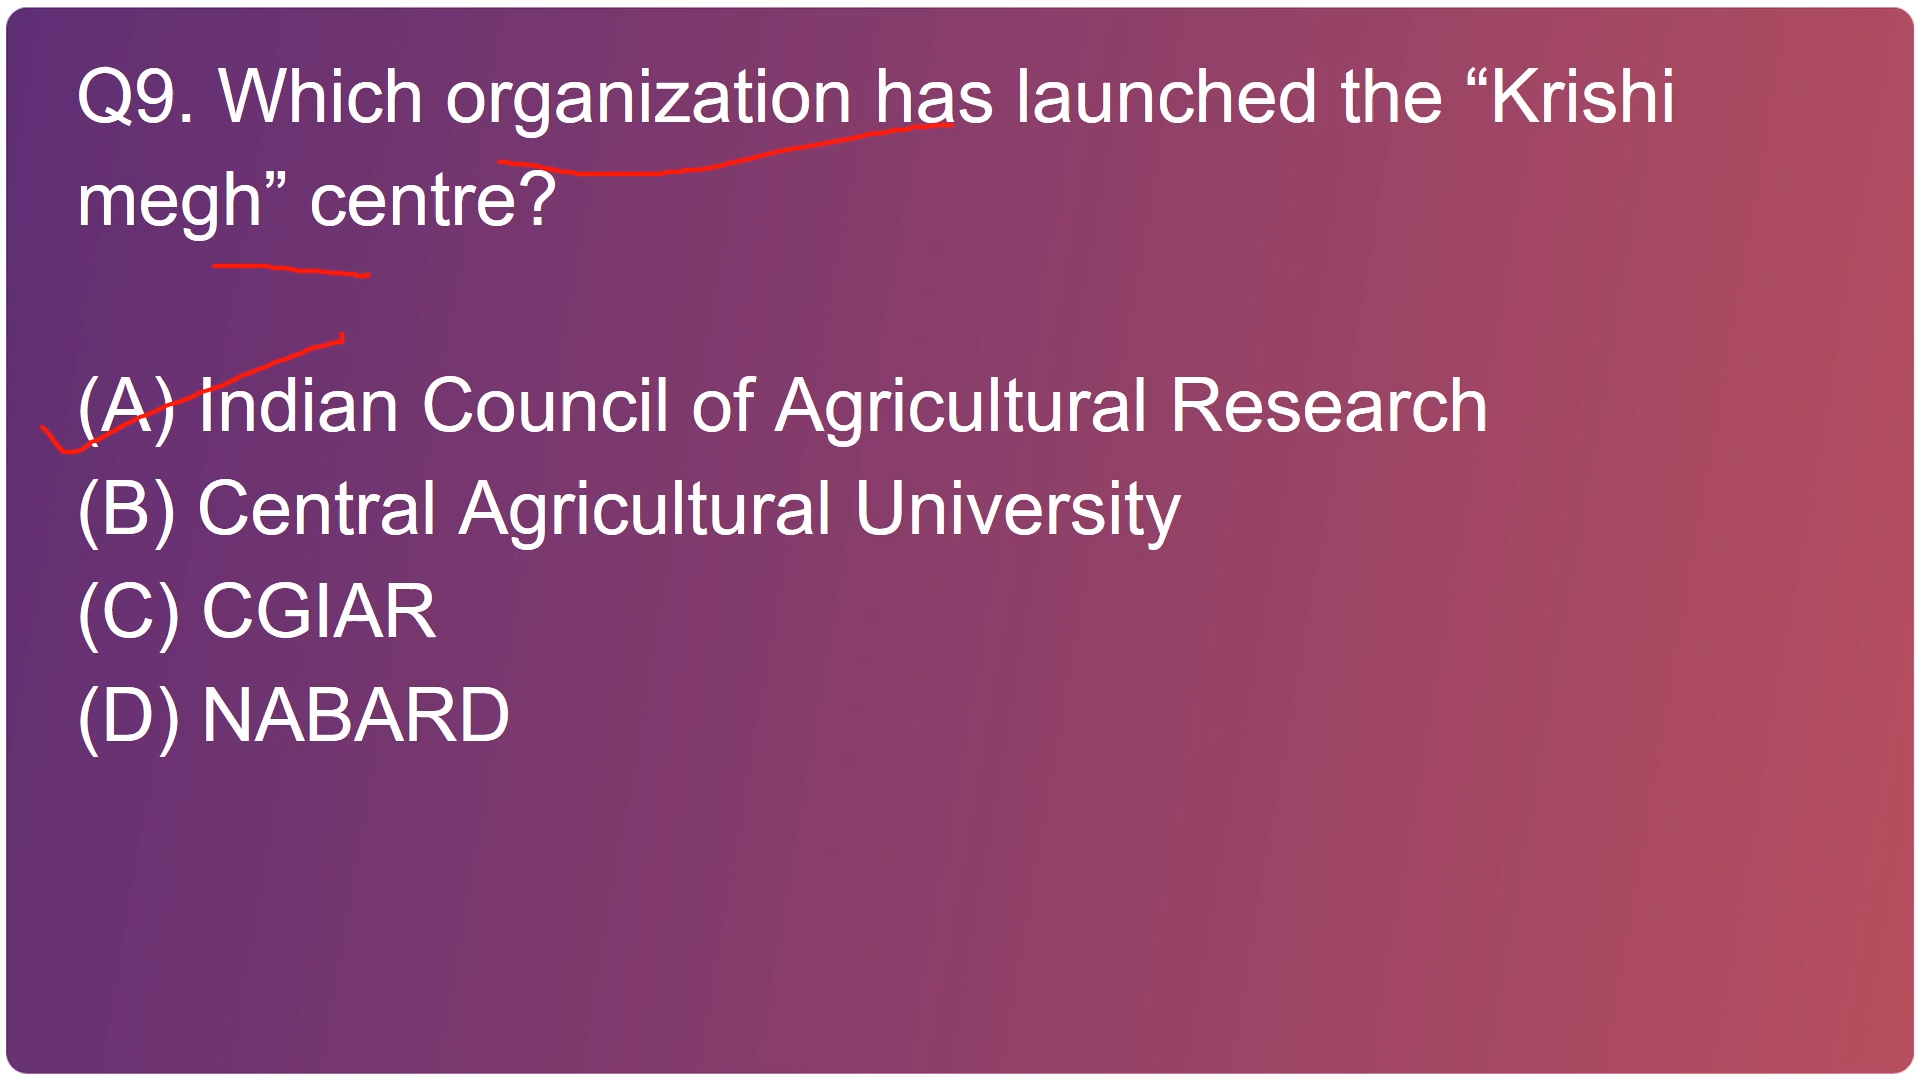 Q9. Which organization has launched the “Krishi
megh” centre?
(A) Indian Council of Agricultural Research
(B) Central Agricultural University
(C) CGIAR
(D) NABARD